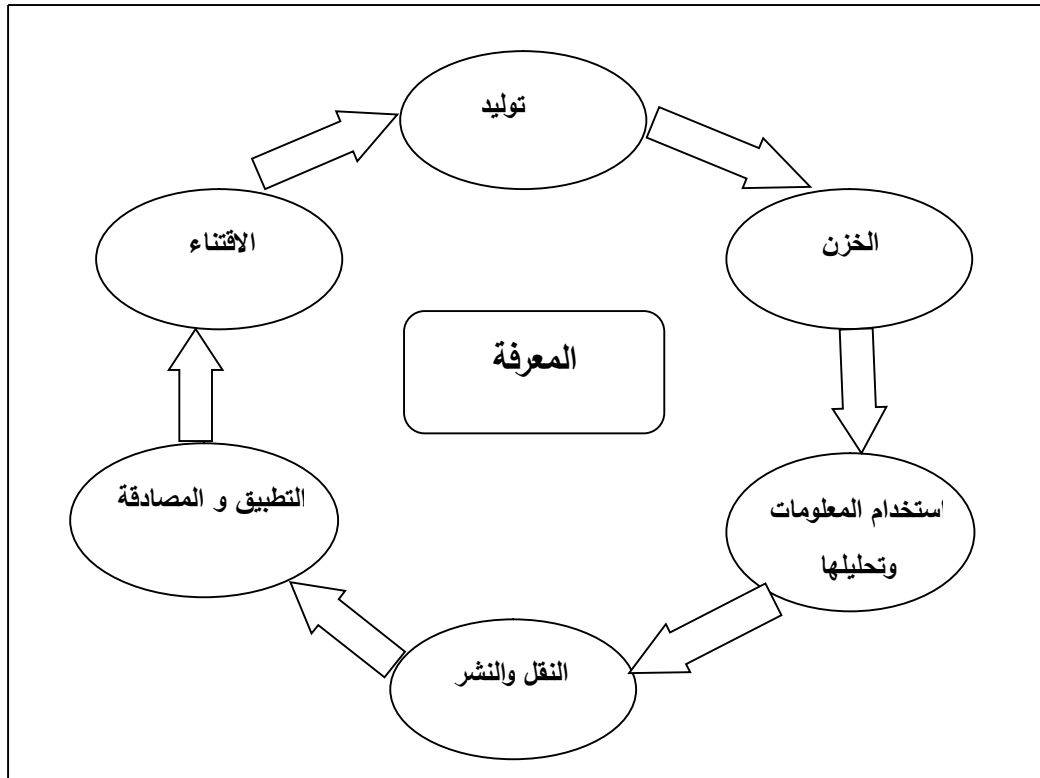 توليد
الخزن
استخدام المعلومات
وتحليلها
النقل والنشر
التطبيق و المصادقة
الاقتناء
المعرفة